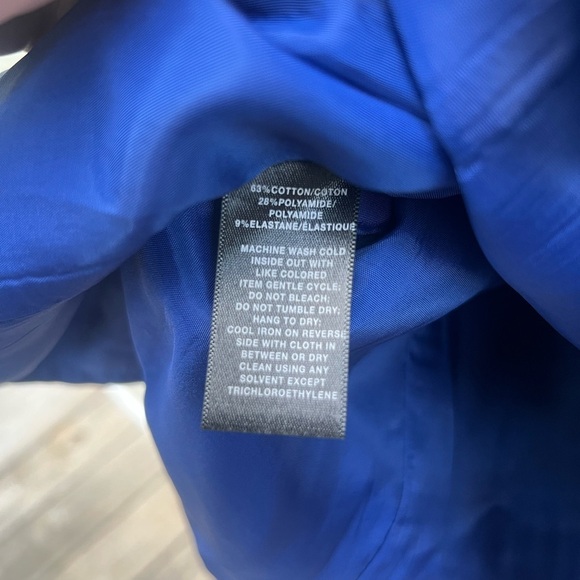 63%COTTON/COTON
28%POLYAMIDE/
POLYAMIDE
9%ELASTANE/ÉLASTIQUE
MACHINE WASH COLD
INSIDE OUT WITH
LIKE COLORED
ITEM GENTLE CYCLE:
DO NOT BLEACH:
DO NOT TUMBLE DRY:
HANG TO DRY:
COOL IRON ON REVERSE
SIDE WITH CLOTH IN
BETWEEN OR DRY
CLEAN USING ANY
SOLVENT EXCEPT
TRICHLOROETHYLENE